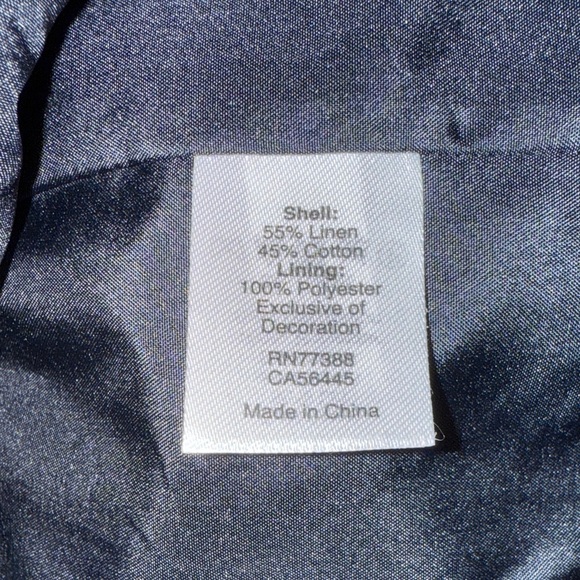 Shell:
55% Linen
45% Cotton
Lining:
100% Polyester
Exclusive of
Decoration
RN77388
CA56445
Made in China